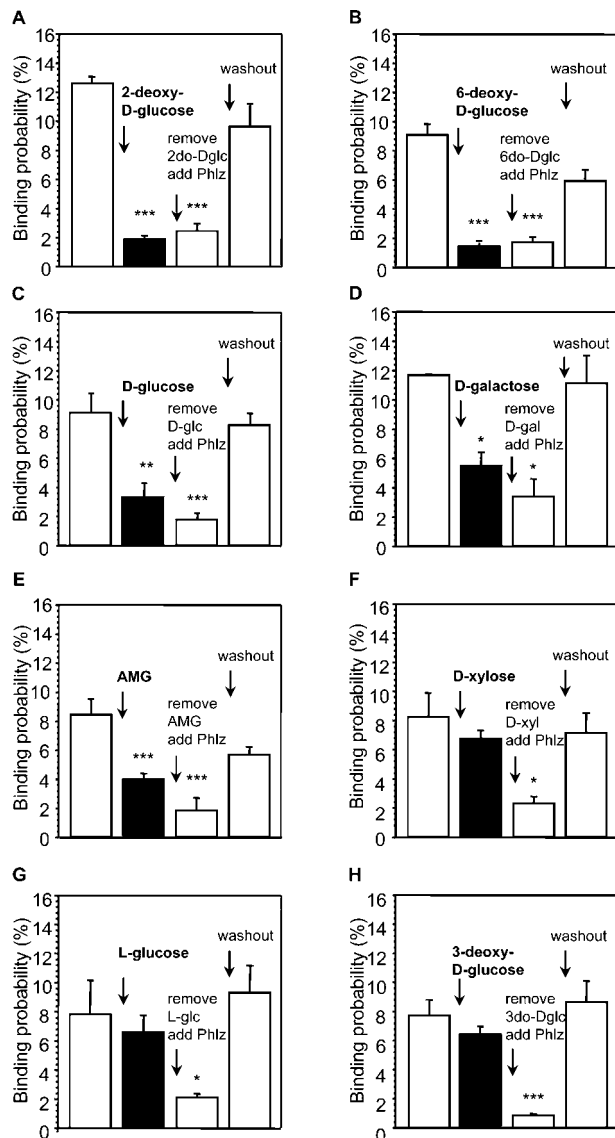 A
Binding probability (%)
16
14
12
10
8
6
4
2
0
washout
2-deoxy-
D-glucose
remove
2do-Dglc
add Phlz
***
***
B
Binding probability (%)
16
14
12
10
8
6
4
2
0
washout
6-deoxy-
D-glucose
remove
6do-Dglc
add Phlz
***
***
C
Binding probability (%)
16
14
12
10
8
6
4
2
0
washout
D-glucose
remove
D-glc
add Phlz
**
***
D
Binding probability (%)
16
14
12
10
8
6
4
2
0
washout
D-galactose
remove
D-gal
add Phlz
*
*
E
Binding probability (%)
16
14
12
10
8
6
4
2
0
washout
AMG
remove
AMG
add Phlz
***
***
F
Binding probability (%)
16
14
12
10
8
6
4
2
0
washout
D-xylose
remove
D-xyl
add Phlz
*
G
Binding probability (%)
16
14
12
10
8
6
4
2
0
washout
L-glucose
remove
L-glc
add Phlz
*
H
Binding probability (%)
16
14
12
10
8
6
4
2
0
washout
3-deoxy-
D-glucose
remove
3do-Dglc
add Phlz
***